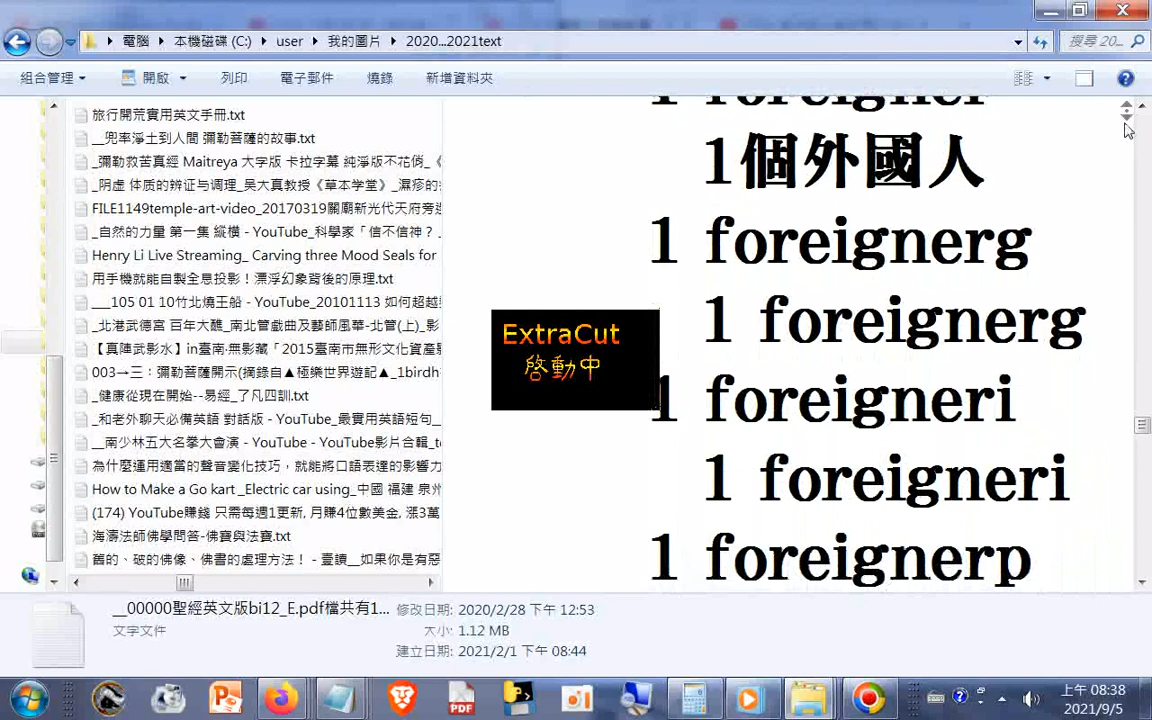 電腦 本機磁碟 (C:) user 我的圖片 2020...2021text
搜尋 20...
組合管理 開啟 列印 電子郵件 燒錄 新增資料夾
旅行開荒實用英文手冊.txt
__兜率淨土到人間 彌勒菩薩的故事.txt
_彌勒救苦真經 Maitreya 大字版 卡拉字幕 純淨版不花俏_《
_阴虚 体质的辨证与调理_吴大真教授《草本学堂》_濕疹的
FILE1149temple-art-video_20170319關廟新光代天府旁邊
_自然的力量 第一集 縱橫 - YouTube_科學家「信不信神？」
Henry Li Live Streaming_ Carving three Mood Seals for
用手機就能自製全息投影！漂浮幻象背後的原理.txt
___105 01 10竹北燒王船 - YouTube_20101113 如何超越
_北港武德宮 百年大醮_南北管戲曲及藝師風華-北管(上)_影
【真陣武影水】in臺南·無影藏「2015臺南市無形文化資產
003→三：彌勒菩薩開示(摘錄自▲極樂世界遊記▲_1birdh
_健康從現在開始--易經_了凡四訓.txt
_和老外聊天必備英語 對話版 - YouTube_最實用英語短句__
__南少林五大名拳大會演 - YouTube - YouTube影片合輯_to
為什麼運用適當的聲音變化技巧，就能將口語表達的影響力
How to Make a Go kart _Electric car using_中國 福建 泉州
(174) YouTube賺錢 只需每週1更新, 月賺4位數美金, 漲3萬
海濤法師佛學問答-佛寶與法寶.txt
舊的、破的佛像、佛書的處理方法！ - 壹讀__如果你是有惡
1 foreigner
1個外國人
1 foreignerg
1 foreignerg
1 foreigneri
1 foreigneri
1 foreignerp
ExtraCut
啓動中
__00000聖經英文版bi12_E.pdf檔共有1... 修改日期: 2020/2/28 下午 12:53
文字文件 大小: 1.12 MB
建立日期: 2021/2/1 下午 08:44
上午 08:38
2021/9/5